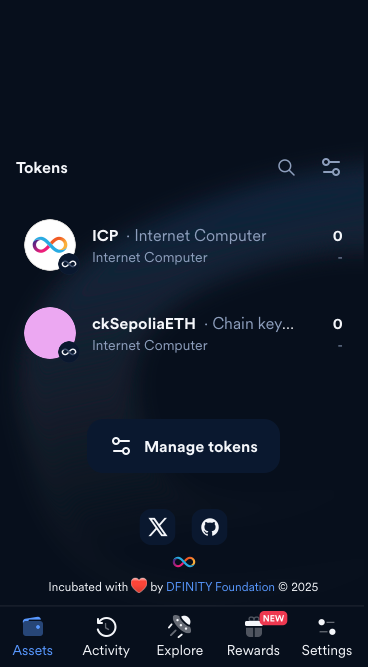 Tokens
ICP · Internet Computer 0
Internet Computer -
ckSepoliaETH · Chain key... 0
Internet Computer -
Manage tokens
Incubated with ❤️ by DFINITY Foundation © 2025
NEW
Assets Activity Explore Rewards Settings